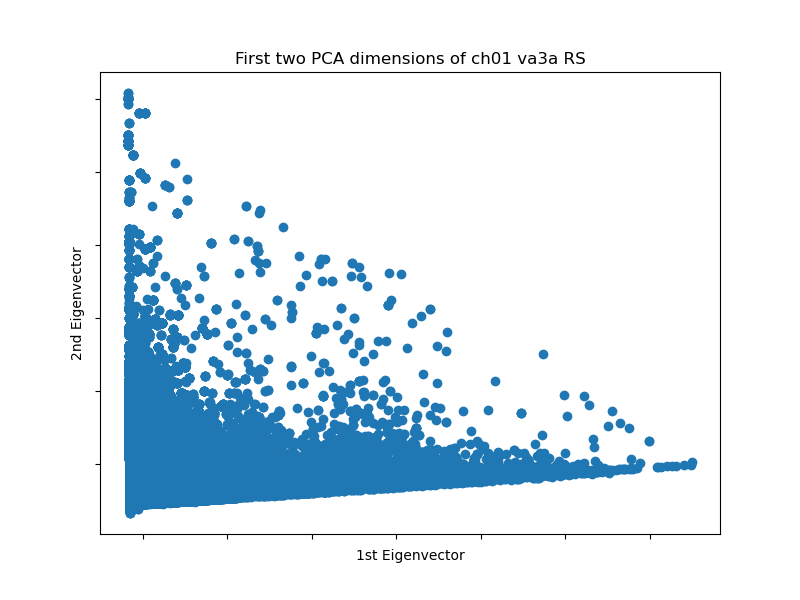 First two PCA dimensions of ch01 va3a RS
2nd Eigenvector
1st Eigenvector